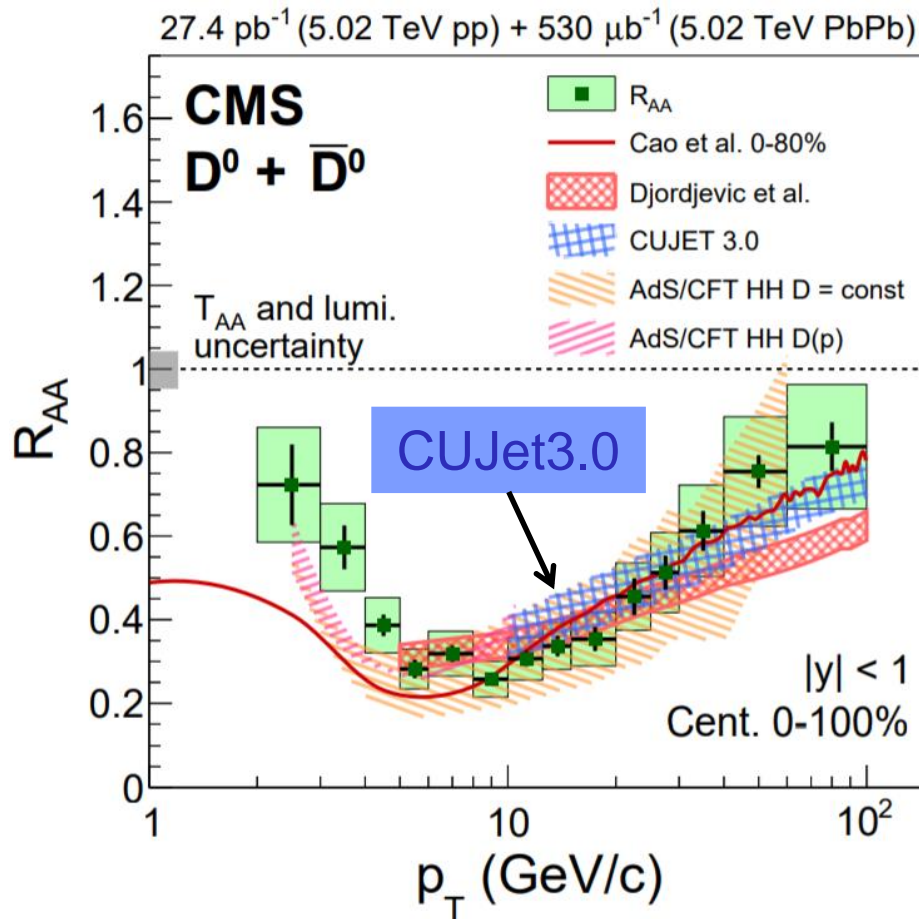 27.4 pb⁻¹ (5.02 TeV pp) + 530 μb⁻¹ (5.02 TeV PbPb)
CMS
D⁰ + D̅⁰
R_AA
Cao et al. 0-80%
Djordjevic et al.
CUJET 3.0
AdS/CFT HH D = const
AdS/CFT HH D(p)
T_AA and lumi.
uncertainty
CUJet3.0
|y| < 1
Cent. 0-100%
R_AA
1.6
1.4
1.2
1
0.8
0.6
0.4
0.2
0
1
10
10²
p_T (GeV/c)